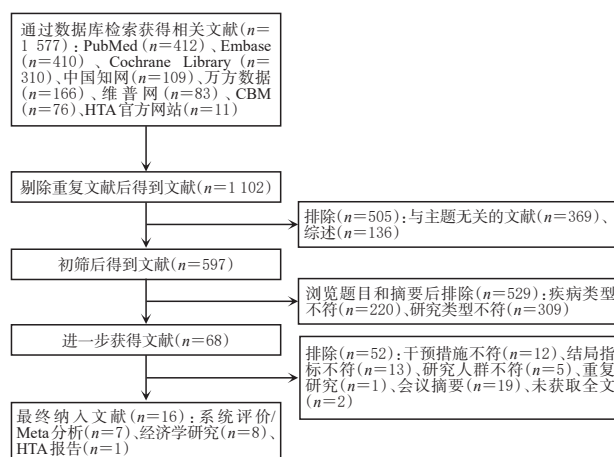 通过数据库检索获得相关文献(n=
1 577)：PubMed(n=412)、Embase
(n=410)、Cochrane Library(n=
310)、中国知网(n=109)、万方数据
(n=166)、维普网(n=83)、CBM
(n=76)、HTA官方网站(n=11)
剔除重复文献后得到文献(n=1 102)
排除(n=505)：与主题无关的文献(n=369)、
综述(n=136)
初筛后得到文献(n=597)
浏览题目和摘要后排除(n=529)：疾病类型
不符(n=220)、研究类型不符(n=309)
进一步获得文献(n=68)
排除(n=52)：干预措施不符(n=12)、结局指
标不符(n=13)、研究人群不符(n=5)、重复
研究(n=1)、会议摘要(n=19)、未获取全文
(n=2)
最终纳入文献(n=16)：系统评价/
Meta分析(n=7)、经济学研究(n=8)、
HTA报告(n=1)